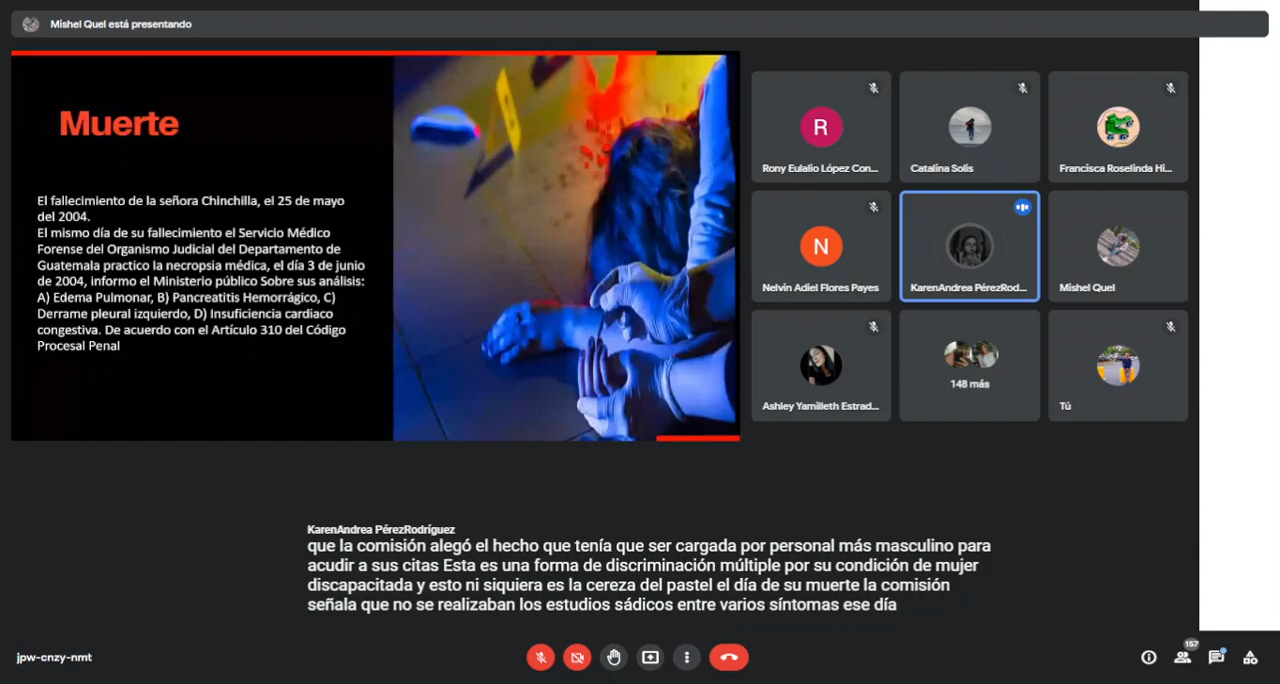 Mishel Quel está presentando
Muerte
El fallecimiento de la señora Chinchilla, el 25 de mayo
del 2004.
El mismo día de su fallecimiento el Servicio Médico
Forense del Organismo Judicial del Departamento de
Guatemala practico la necropsia médica, el día 3 de junio
de 2004, informo el Ministerio público Sobre sus análisis:
A) Edema Pulmonar, B) Pancreatitis Hemorrágico, C)
Derrame pleural izquierdo, D) Insuficiencia cardiaco
congestiva. De acuerdo con el Artículo 310 del Código
Procesal Penal
R
Rony Eulalio López Con...
Catalina Solis
Francisca Roselinda Hi...
N
Nelvin Adiel Flores Payes
KarenAndrea PérezRod...
Mishel Quel
Ashley Yamilleth Estrad...
148 más
Tú
KarenAndrea PérezRodríguez
que la comisión alegó el hecho que tenía que ser cargada por personal más masculino para
acudir a sus citas Esta es una forma de discriminación múltiple por su condición de mujer
discapacitada y esto ni siquiera es la cereza del pastel el día de su muerte la comisión
señala que no se realizaban los estudios sádicos entre varios síntomas ese día
jpw-cnzy-nmt
157